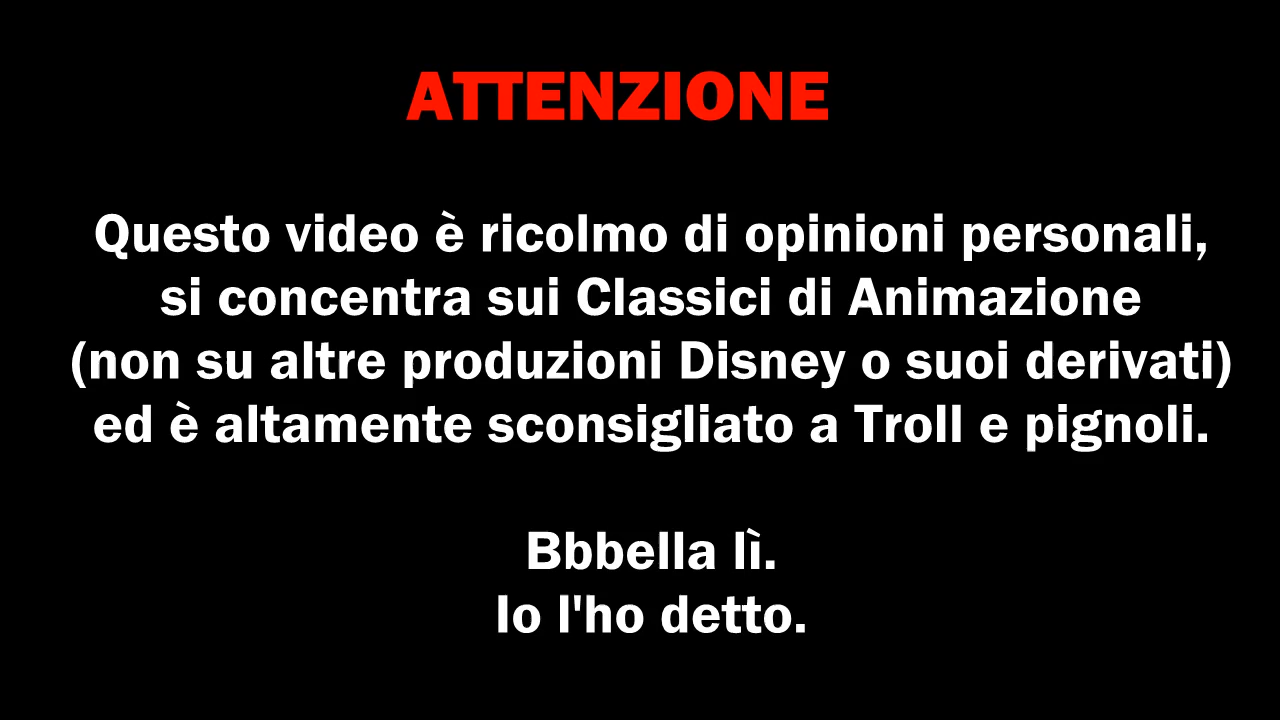 ATTENZIONE
Questo video è ricolmo di opinioni personali,
si concentra sui Classici di Animazione
(non su altre produzioni Disney o suoi derivati)
ed è altamente sconsigliato a Troll e pignoli.
Bbbella lì.
Io l'ho detto.